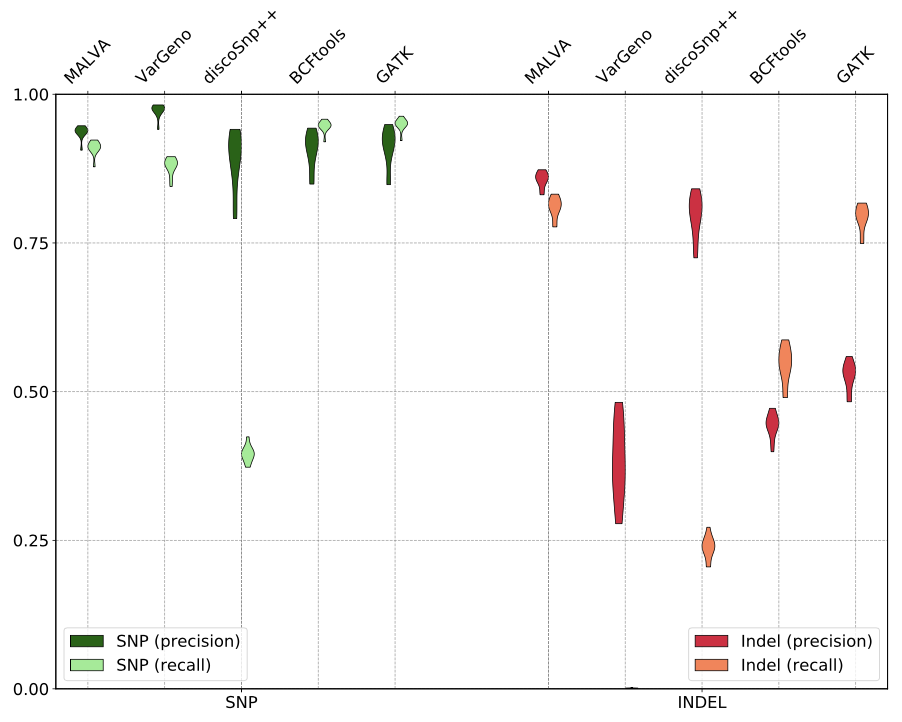 MALVA VarGeno discoSnp++ BCFtools GATK MALVA VarGeno discoSnp++ BCFtools GATK
1.00
0.75
0.50
0.25
0.00
SNP (precision)
SNP (recall)
Indel (precision)
Indel (recall)
SNP INDEL